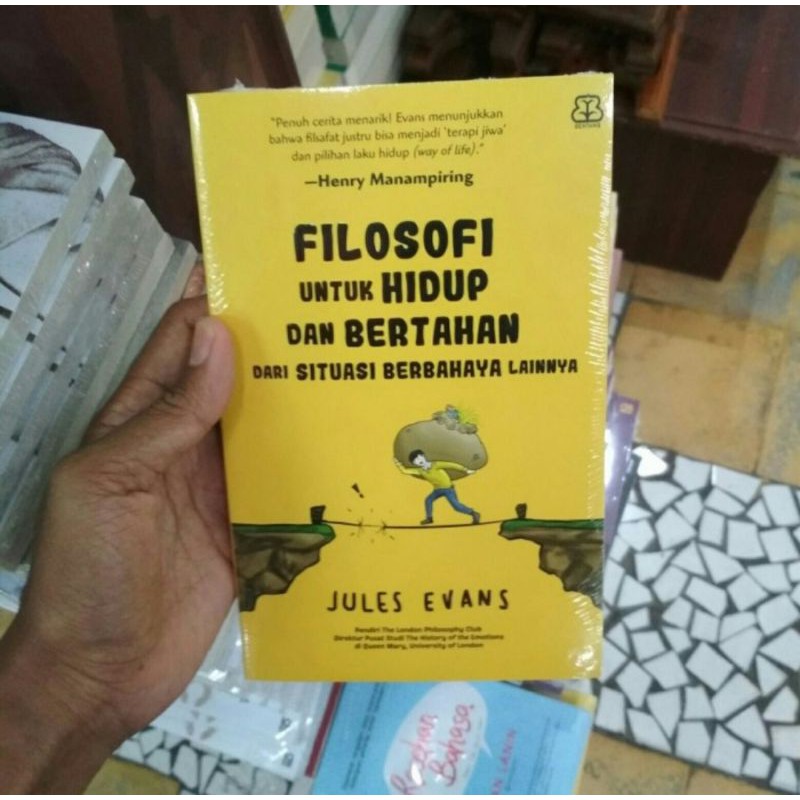 "Penuh cerita menarik! Evans menunjukkan
bahwa filsafat justru bisa menjadi 'terapi jiwa'
dan pilihan laku hidup (way of life)."
—Henry Manampiring
BENTANG
FILOSOFI
UNTUK HIDUP
DAN BERTAHAN
DARI SITUASI BERBAHAYA LAINNYA
!
JULES EVANS
Pendiri The London Philosophy Club
Direktur Pusat Studi The History of the Emotions
di Queen Mary, University of London
Bahasa